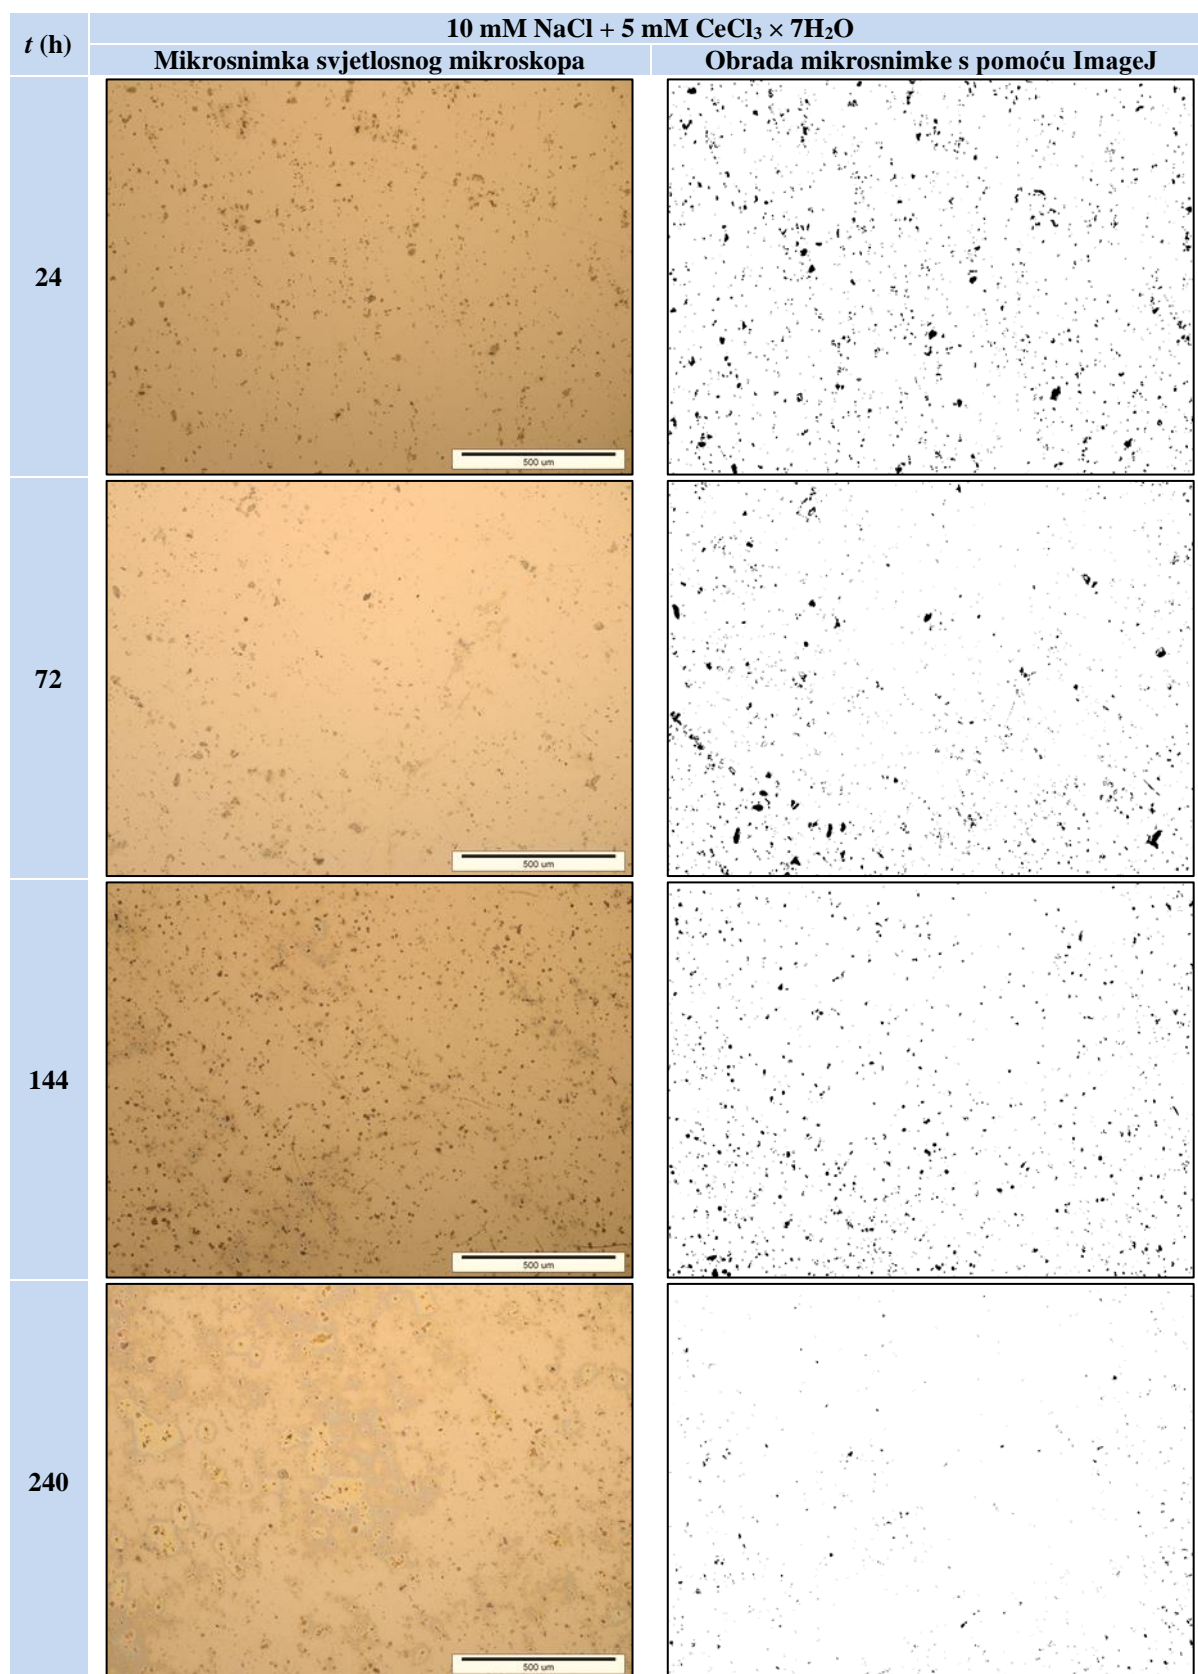 t (h)
10 mM NaCl + 5 mM CeCl₃ × 7H₂O
Mikrosnimka svjetlosnog mikroskopa
Obrada mikrosnimke s pomoću ImageJ
24
500 um
72
500 um
144
500 um
240
500 um